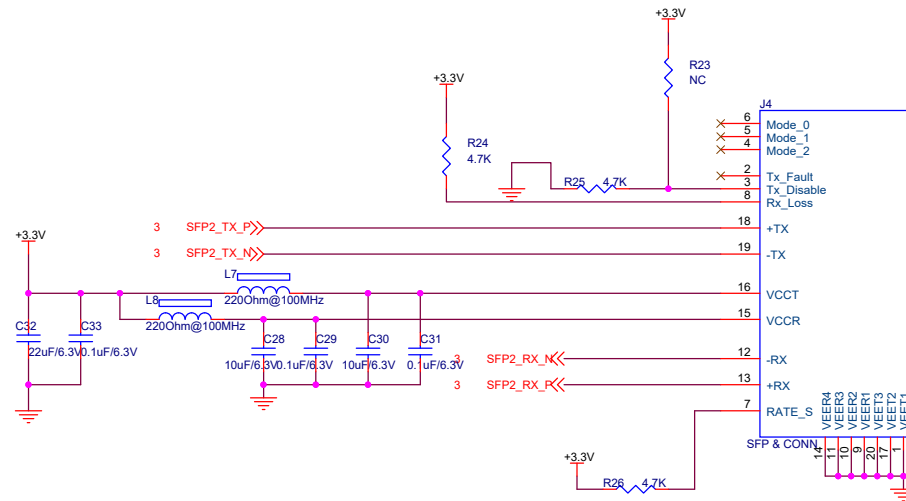 +3.3V
R23
NC
+3.3V
J4
R24
4.7K
6 Mode_0
5 Mode_1
4 Mode_2
2 Tx_Fault
R25 4.7K
3 Tx_Disable
8 Rx_Loss
3 SFP2_TX_P
18 +TX
3 SFP2_TX_N
19 -TX
+3.3V
L7
220Ohm@100MHz
16 VCCT
L8
220Ohm@100MHz
15 VCCR
C32
22uF/6.3V
C33
0.1uF/6.3V
C28
10uF/6.3V
C29
0.1uF/6.3V
C30
10uF/6.3V
C31
0.1uF/6.3V
3 SFP2_RX_N
12 -RX
3 SFP2_RX_P
13 +RX
7 RATE_S
VEER4
VEER3
VEER2
VEER1
VEET3
VEET2
VEET1
SFP & CONN
14
11
10
9
20
17
1
+3.3V
R26 4.7K